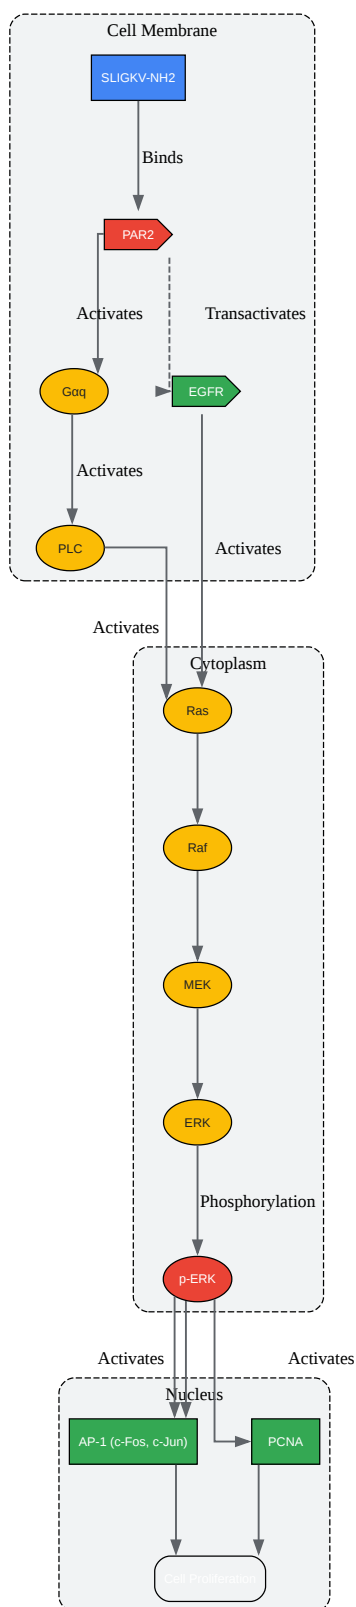 Cell Membrane
SLIGKV-NH2
Binds
PAR2
Activates
Transactivates
Gαq
EGFR
Activates
PLC
Activates
Activates
Cytoplasm
Ras
Raf
MEK
ERK
Phosphorylation
p-ERK
Activates
Activates
Nucleus
AP-1 (c-Fos, c-Jun)
PCNA
Cell Proliferation